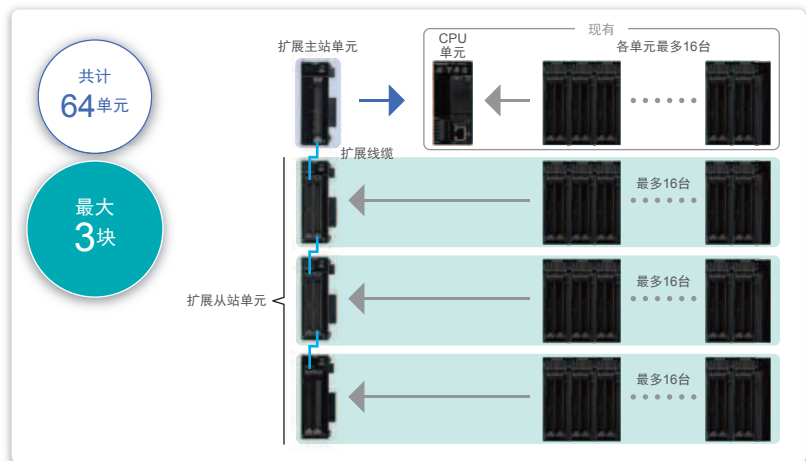 共计
64单元
最大
3块
扩展主站单元
CPU
单元
现有
各单元最多16台
扩展线缆
最多16台
扩展从站单元
最多16台
最多16台